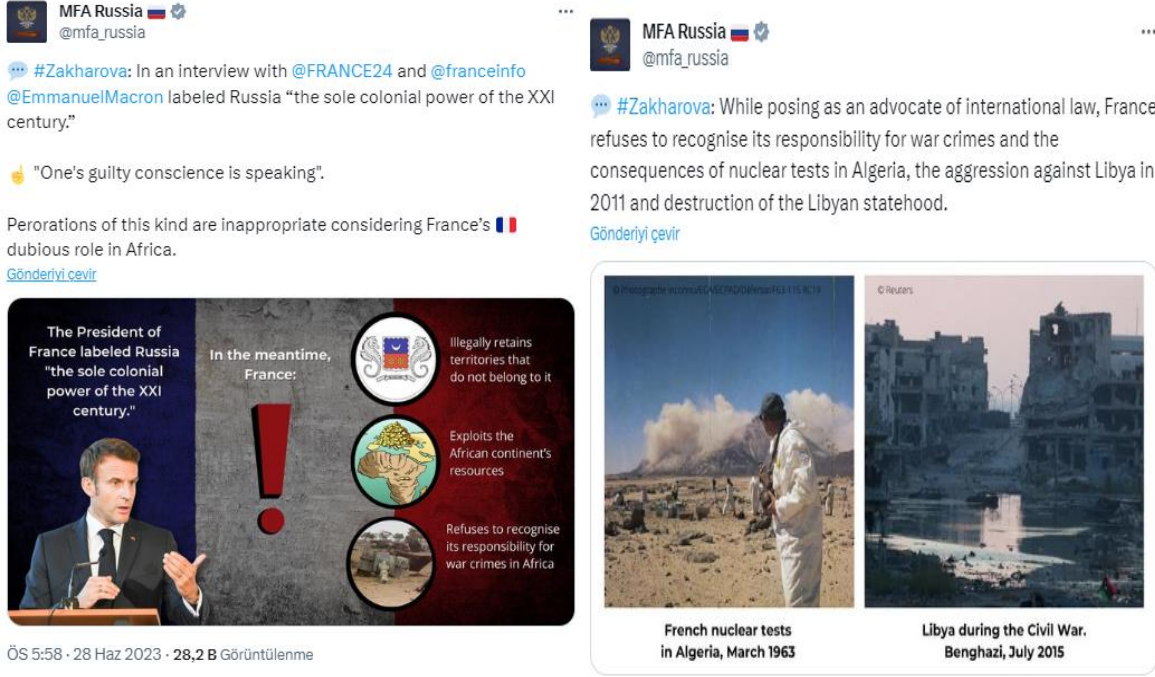 MFA Russia
@mfa_russia
#Zakharova: In an interview with @FRANCE24 and @franceinfo
@EmmanuelMacron labeled Russia “the sole colonial power of the XXI
century.”
"One's guilty conscience is speaking".
Perorations of this kind are inappropriate considering France’s
dubious role in Africa.
Gönderiyi çevir
The President of
France labeled Russia
"the sole colonial
power of the XXI
century."
In the meantime,
France:
Illegally retains
territories that
do not belong to it
Exploits the
African continent's
resources
Refuses to recognise
its responsibility for
war crimes in Africa
ÖS 5:58 · 28 Haz 2023 · 28,2 B Görüntülenme
MFA Russia
@mfa_russia
#Zakharova: While posing as an advocate of international law, France
refuses to recognise its responsibility for war crimes and the
consequences of nuclear tests in Algeria, the aggression against Libya in
2011 and destruction of the Libyan statehood.
Gönderiyi çevir
© Photographe inconnu/ECPAD/Défense
© Reuters
French nuclear tests
in Algeria, March 1963
Libya during the Civil War.
Benghazi, July 2015